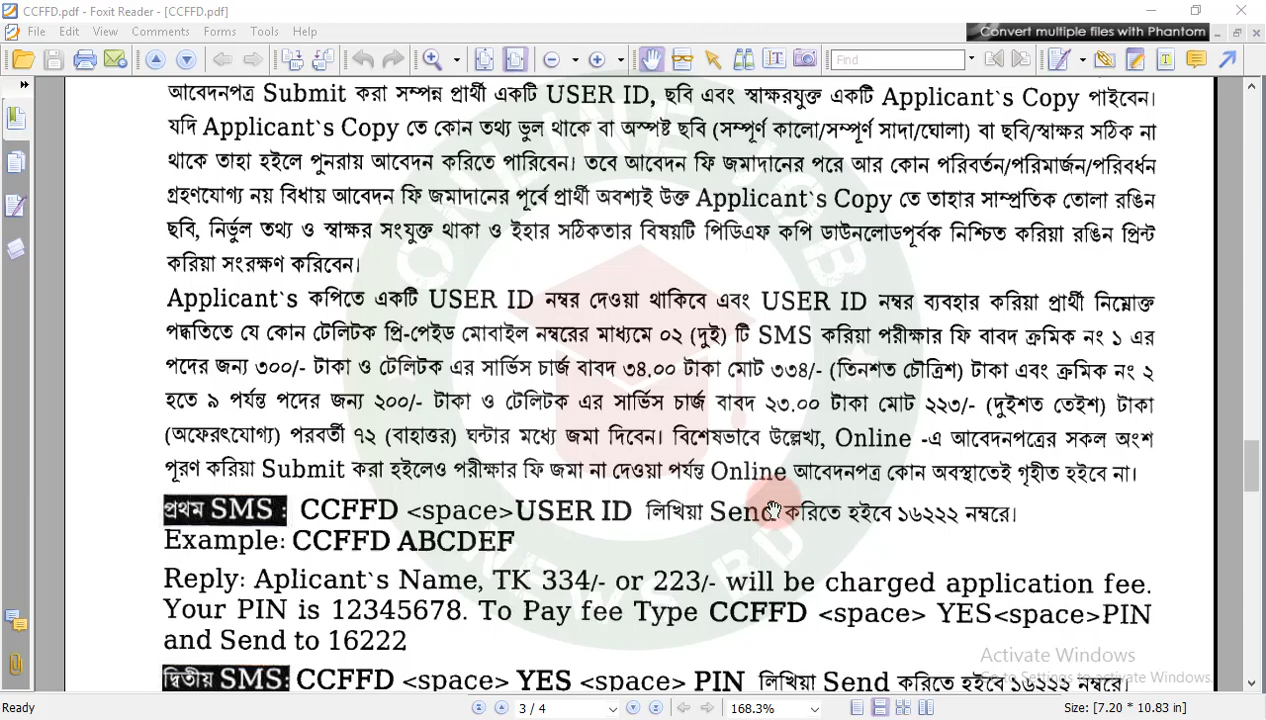 CCFFD.pdf - Foxit Reader - [CCFFD.pdf]
File Edit View Comments Forms Tools Help
Convert multiple files with Phantom
Find
আবেদনপত্র Submit করা সম্পন্ন প্রার্থী একটি USER ID, ছবি এবং স্বাক্ষরযুক্ত একটি Applicant`s Copy পাইবেন।
যদি Applicant`s Copy তে কোন তথ্য ভুল থাকে বা অস্পষ্ট ছবি (সম্পূর্ণ কালো/সম্পূর্ণ সাদা/ঘোলা) বা ছবি/স্বাক্ষর সঠিক না
থাকে তাহা হইলে পুনরায় আবেদন করিতে পারিবেন। তবে আবেদন ফি জমাদানের পরে আর কোন পরিবর্তন/পরিমার্জন/পরিবর্ধন
গ্রহণযোগ্য নয় বিধায় আবেদন ফি জমাদানের পূর্বে প্রার্থী অবশ্যই উক্ত Applicant`s Copy তে তাহার সাম্প্রতিক তোলা রঙিন
ছবি, নির্ভুল তথ্য ও স্বাক্ষর সংযুক্ত থাকা ও ইহার সঠিকতার বিষয়টি পিডিএফ কপি ডাউনলোডপূর্বক নিশ্চিত করিয়া রঙিন প্রিন্ট
করিয়া সংরক্ষণ করিবেন।
Applicant`s কপিতে একটি USER ID নম্বর দেওয়া থাকিবে এবং USER ID নম্বর ব্যবহার করিয়া প্রার্থী নিম্নোক্ত
পদ্ধতিতে যে কোন টেলিটক প্রি-পেইড মোবাইল নম্বরের মাধ্যমে ০২ (দুই) টি SMS করিয়া পরীক্ষার ফি বাবদ ক্রমিক নং ১ এর
পদের জন্য ৩০০/- টাকা ও টেলিটক এর সার্ভিস চার্জ বাবদ ৩৪.০০ টাকা মোট ৩৩৪/- (তিনশত চৌত্রিশ) টাকা এবং ক্রমিক নং ২
হতে ৯ পর্যন্ত পদের জন্য ২০০/- টাকা ও টেলিটক এর সার্ভিস চার্জ বাবদ ২৩.০০ টাকা মোট ২২৩/- (দুইশত তেইশ) টাকা
(অফেরৎযোগ্য) পরবর্তী ৭২ (বাহাত্তর) ঘন্টার মধ্যে জমা দিবেন। বিশেষভাবে উল্লেখ্য, Online -এ আবেদনপত্রের সকল অংশ
পূরণ করিয়া Submit করা হইলেও পরীক্ষার ফি জমা না দেওয়া পর্যন্ত Online আবেদনপত্র কোন অবস্থাতেই গৃহীত হইবে না।
প্রথম SMS : CCFFD <space>USER ID লিখিয়া Send করিতে হইবে ১৬২২২ নম্বরে।
Example: CCFFD ABCDEF
Reply: Aplicant`s Name, TK 334/- or 223/- will be charged application fee.
Your PIN is 12345678. To Pay fee Type CCFFD <space> YES<space>PIN
and Send to 16222
দ্বিতীয় SMS: CCFFD <space> YES <space> PIN লিখিয়া Send করিতে হইবে ১৬২২২ নম্বরে।
ONLINE JOB
NEWS BD
Activate Windows
Go to Settings to activate Windows.
Ready
3 / 4
168.3%
Size: [7.20 * 10.83 in]